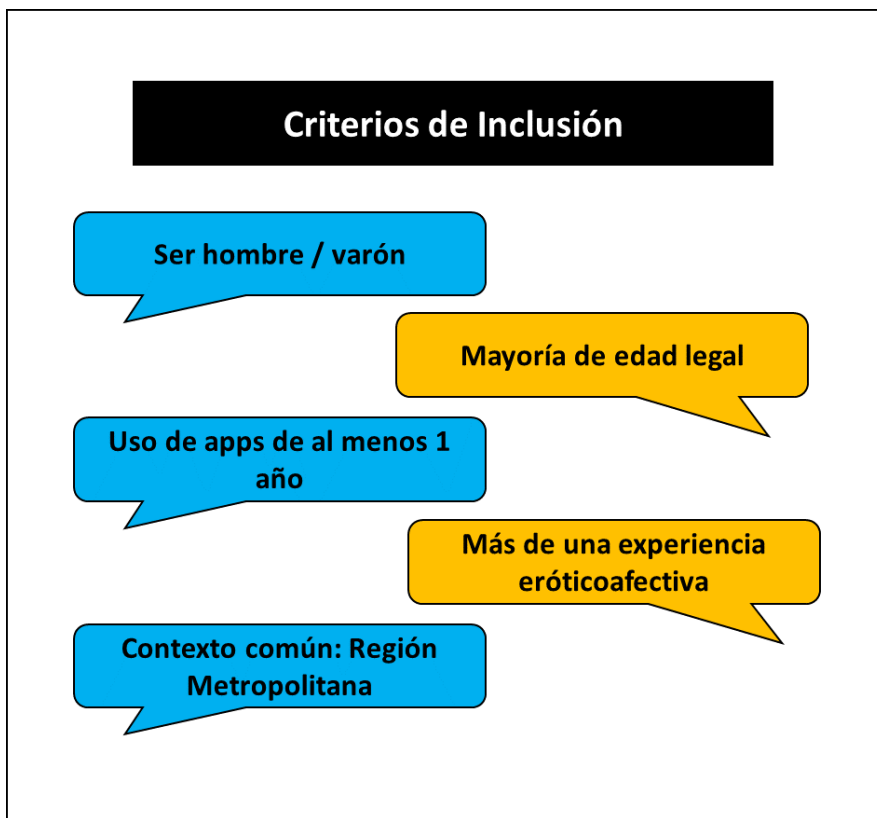 Criterios de Inclusión
Ser hombre / varón
Mayoría de edad legal
Uso de apps de al menos 1
año
Más de una experiencia
eróticoafectiva
Contexto común: Región
Metropolitana